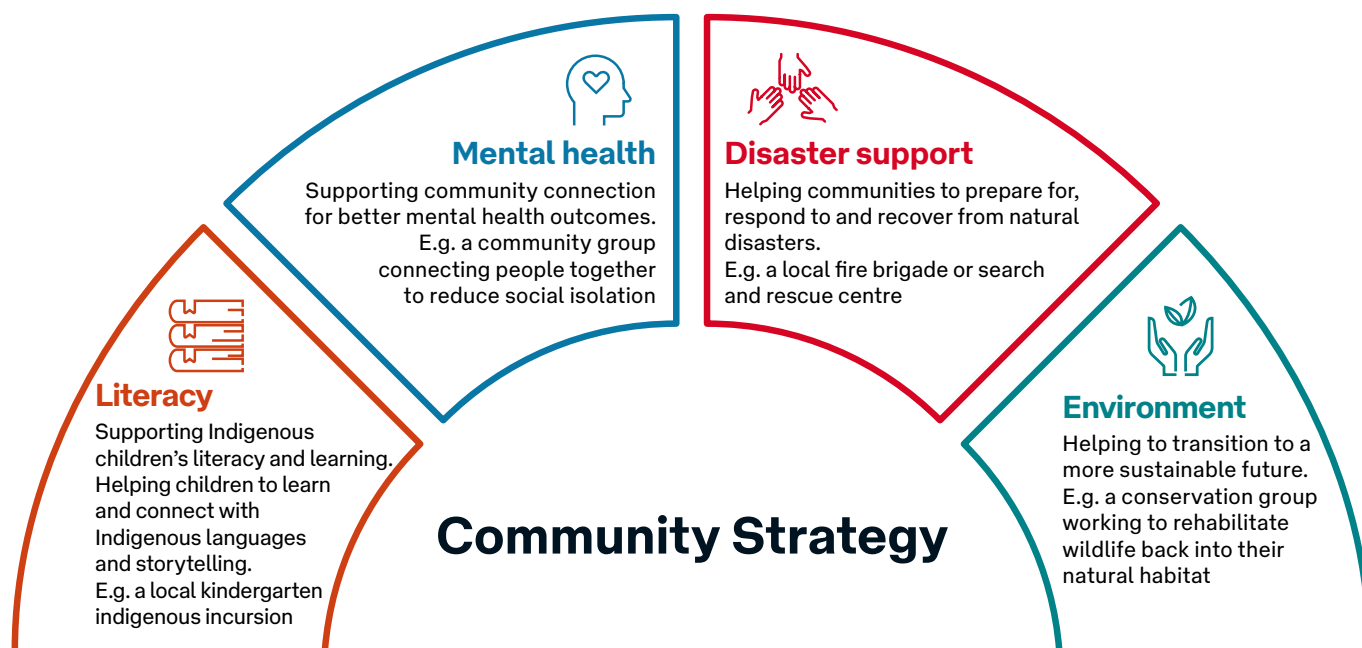 Mental health
Supporting community connection
for better mental health outcomes.
E.g. a community group
connecting people together
to reduce social isolation
Disaster support
Helping communities to prepare for,
respond to and recover from natural
disasters.
E.g. a local fire brigade or search
and rescue centre
Literacy
Supporting Indigenous
children’s literacy and learning.
Helping children to learn
and connect with
Indigenous languages
and storytelling.
E.g. a local kindergarten
indigenous incursion
Environment
Helping to transition to a
more sustainable future.
E.g. a conservation group
working to rehabilitate
wildlife back into their
natural habitat
Community Strategy